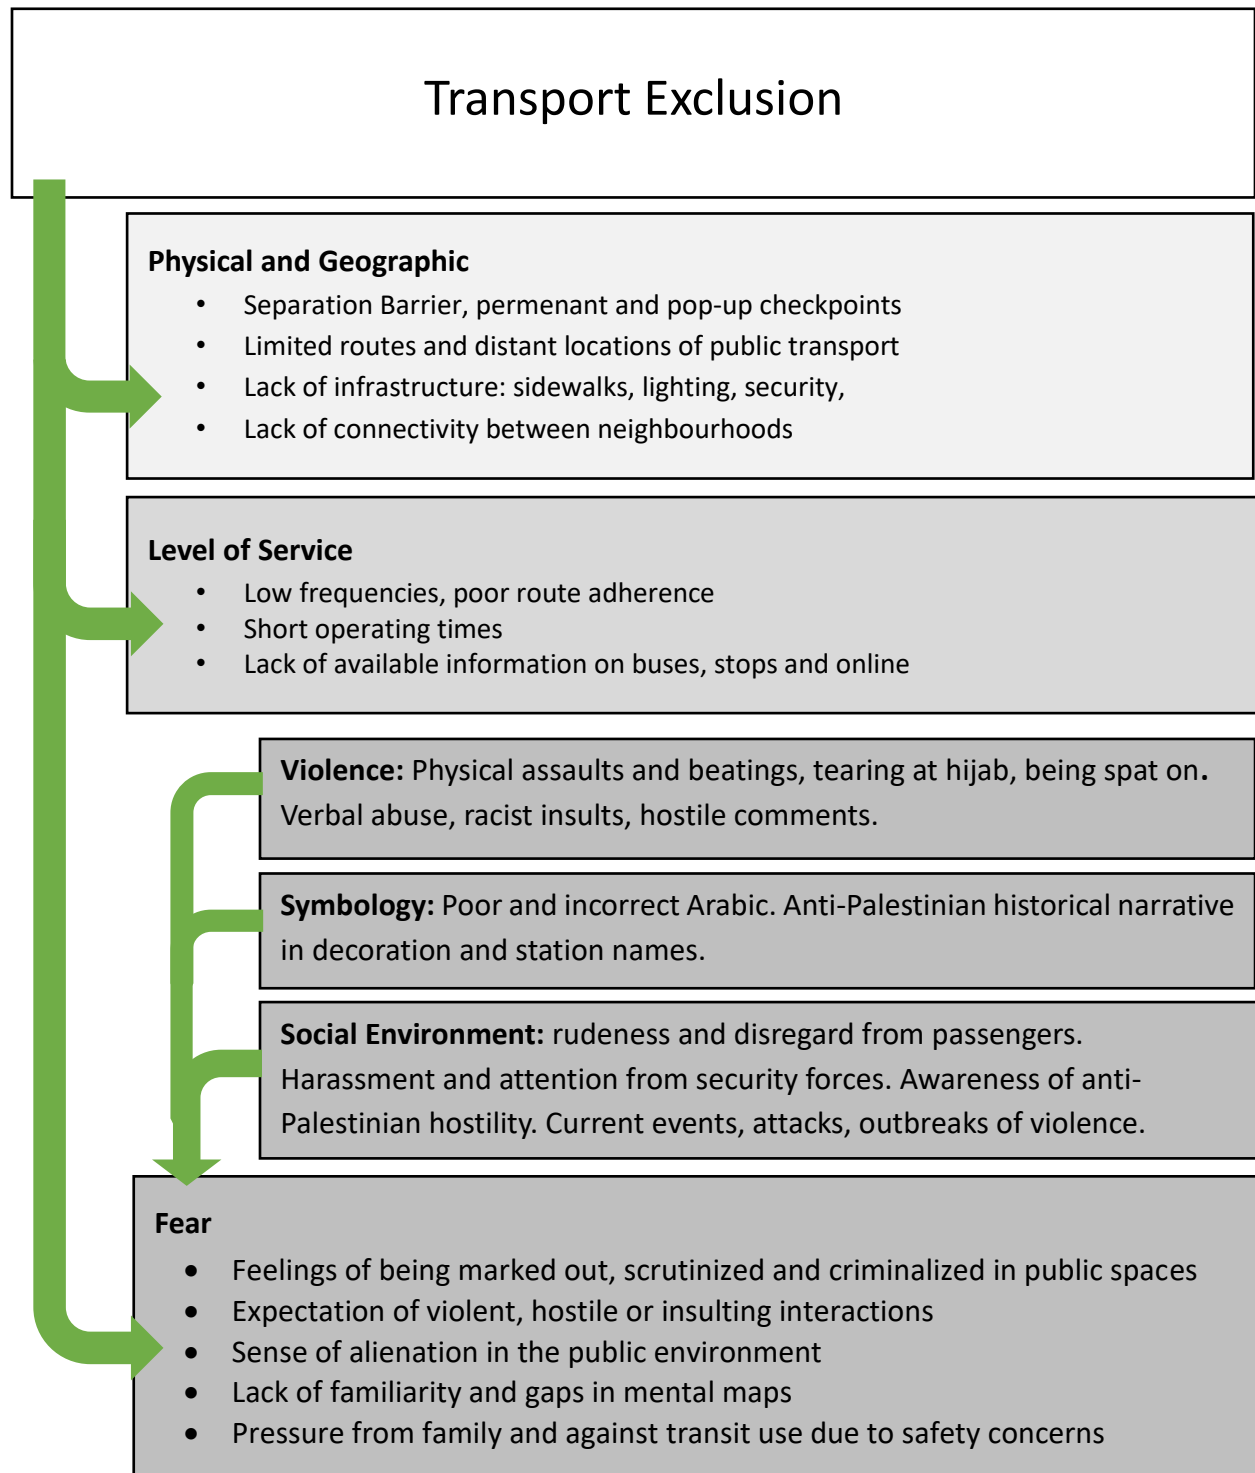 Transport Exclusion
Physical and Geographic
• Separation Barrier, permenant and pop-up checkpoints
• Limited routes and distant locations of public transport
• Lack of infrastructure: sidewalks, lighting, security,
• Lack of connectivity between neighbourhoods
Level of Service
• Low frequencies, poor route adherence
• Short operating times
• Lack of available information on buses, stops and online
Violence: Physical assaults and beatings, tearing at hijab, being spat on.
Verbal abuse, racist insults, hostile comments.
Symbology: Poor and incorrect Arabic. Anti-Palestinian historical narrative
in decoration and station names.
Social Environment: rudeness and disregard from passengers.
Harassment and attention from security forces. Awareness of anti-
Palestinian hostility. Current events, attacks, outbreaks of violence.
Fear
• Feelings of being marked out, scrutinized and criminalized in public spaces
• Expectation of violent, hostile or insulting interactions
• Sense of alienation in the public environment
• Lack of familiarity and gaps in mental maps
• Pressure from family and against transit use due to safety concerns